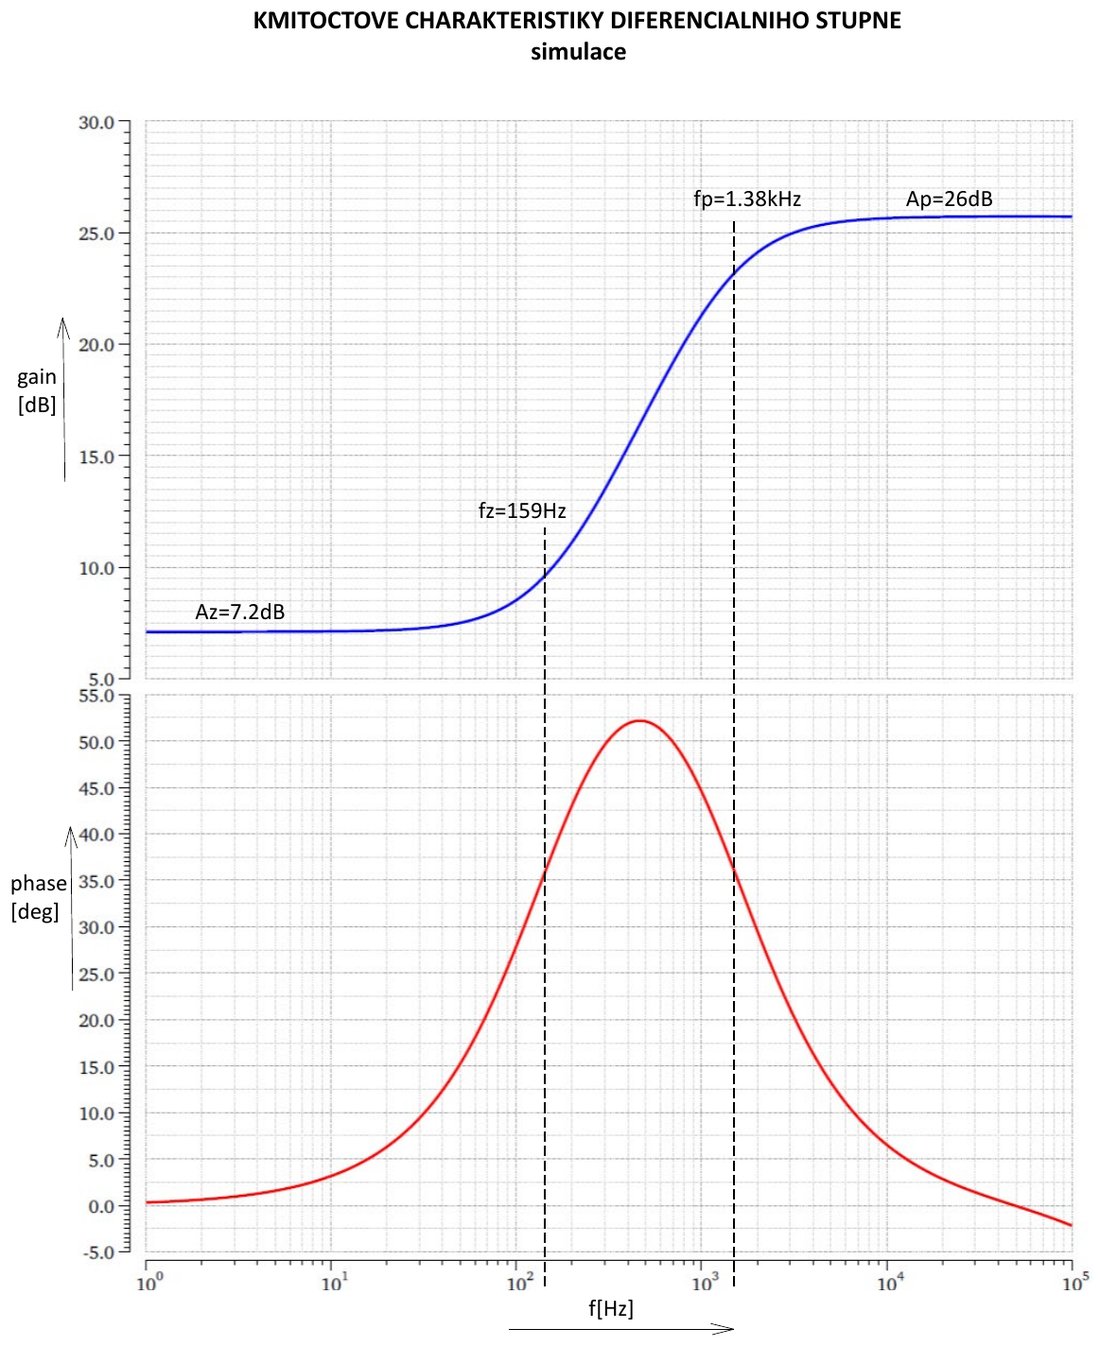 KMITOCTOVE CHARAKTERISTIKY DIFERENCIALNIHO STUPNE
simulace
30.0
fp=1.38kHz
Ap=26dB
25.0
20.0
gain
[dB]
15.0
fz=159Hz
10.0
Az=7.2dB
5.0
55.0
50.0
45.0
40.0
phase
[deg]
35.0
30.0
25.0
20.0
15.0
10.0
5.0
0.0
-5.0
10⁰ 10¹ 10² 10³ 10⁴ 10⁵
f[Hz]